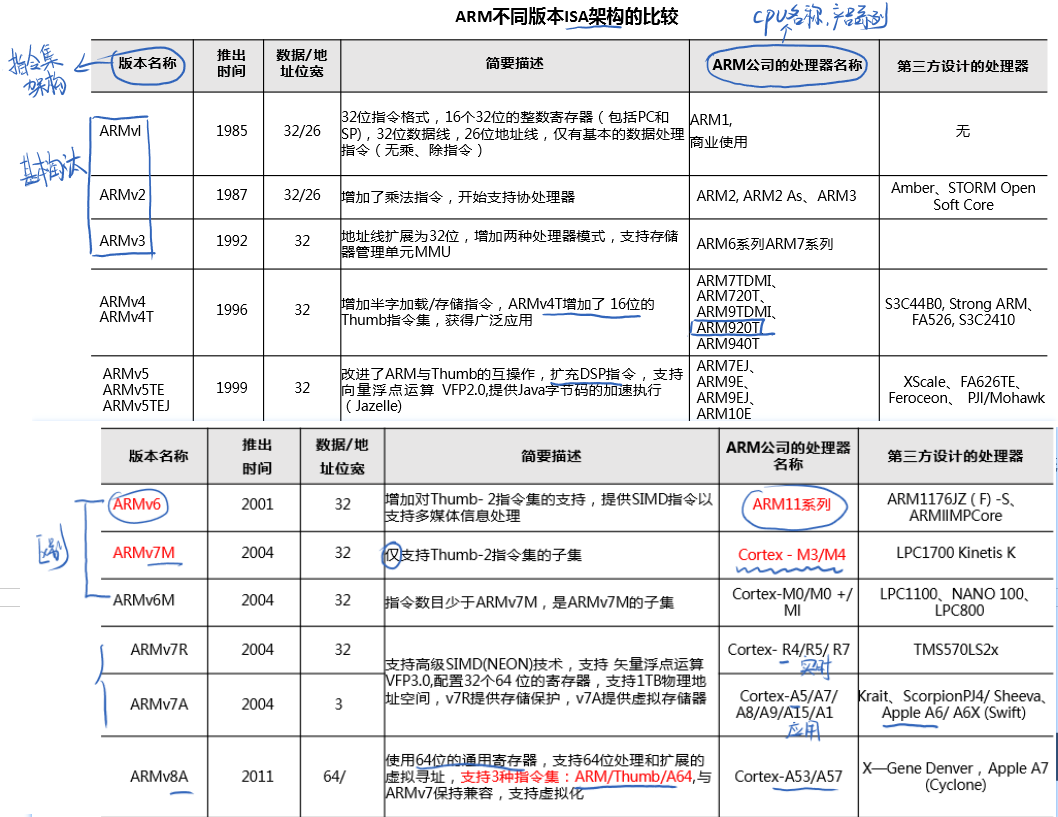 ARM不同版本ISA架构的比较
CPU名称,产品系列
指令集
架构
版本名称
推出
时间
数据/地
址位宽
简要描述
ARM公司的处理器名称
第三方设计的处理器
基本淘汰
ARMvl
1985
32/26
32位指令格式，16个32位的整数寄存器（包括PC和
SP)，32位数据线，26位地址线，仅有基本的数据处理
指令（无乘、除指令）
ARM1,
商业使用
无
ARMv2
1987
32/26
增加了乘法指令，开始支持协处理器
ARM2, ARM2 As、ARM3
Amber、STORM Open
Soft Core
ARMv3
1992
32
地址线扩展为32位，增加两种处理器模式，支持存储
器管理单元MMU
ARM6系列ARM7系列
ARMv4
ARMv4T
1996
32
增加半字加载/存储指令，ARMv4T增加了 16位的
Thumb指令集，获得广泛应用
ARM7TDMI、
ARM720T、
ARM9TDMI、
ARM920T
ARM940T
S3C44B0, Strong ARM、
FA526, S3C2410
ARMv5
ARMv5TE
ARMv5TEJ
1999
32
改进了ARM与Thumb的互操作，扩充DSP指令，支持
向量浮点运算 VFP2.0,提供Java字节码的加速执行
（Jazelle)
ARM7EJ、
ARM9E、
ARM9EJ、
ARM10E
XScale、FA626TE、
Feroceon、 PJI/Mohawk
版本名称
推出
时间
数据/地
址位宽
简要描述
ARM公司的处理器
名称
第三方设计的处理器
区别
ARMv6
2001
32
增加对Thumb- 2指令集的支持，提供SIMD指令以
支持多媒体信息处理
ARM11系列
ARM1176JZ ( F) -S、
ARMIIMPCore
ARMv7M
2004
32
仅支持Thumb-2指令集的子集
Cortex - M3/M4
LPC1700 Kinetis K
ARMv6M
2004
32
指令数目少于ARMv7M，是ARMv7M的子集
Cortex-M0/M0 +/
MI
LPC1100、NANO 100、
LPC800
ARMv7R
2004
32
支持高级SIMD(NEON)技术，支持 矢量浮点运算
VFP3.0,配置32个64 位的寄存器，支持1TB物理地
址空间，v7R提供存储保护，v7A提供虚拟存储器
Cortex- R4/R5/ R7
实时
TMS570LS2x
ARMv7A
2004
3
Cortex-A5/A7/
A8/A9/A15/A1
应用
Krait、ScorpionPJ4/ Sheeva、
Apple A6/ A6X (Swift)
ARMv8A
2011
64/
使用64位的通用寄存器，支持64位处理和扩展的
虚拟寻址，支持3种指令集：ARM/Thumb/A64,与
ARMv7保持兼容，支持虚拟化
Cortex-A53/A57
X—Gene Denver，Apple A7
(Cyclone)